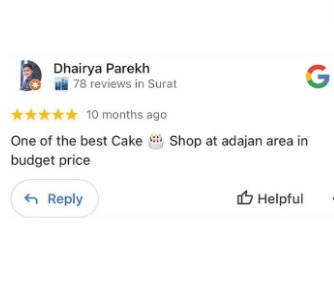 Dhairya Parekh
78 reviews in Surat
10 months ago
One of the best Cake 🎂 Shop at adajan area in
budget price
Reply
Helpful